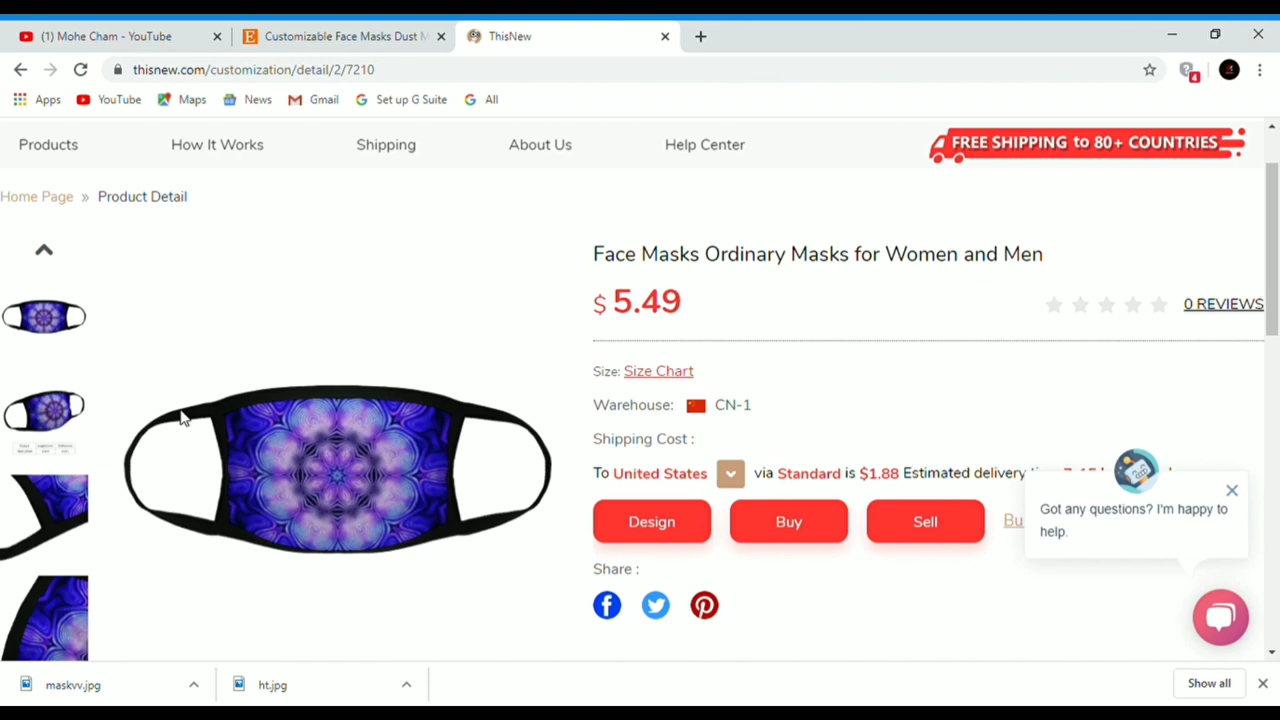 (1) Mohe Cham - YouTube
Customizable Face Masks Dust M
ThisNew
thisnew.com/customization/detail/2/7210
4
Apps
YouTube
Maps
News
Gmail
Set up G Suite
All
Products
How It Works
Shipping
About Us
Help Center
FREE SHIPPING to 80+ COUNTRIES
Home Page » Product Detail
Face Masks Ordinary Masks for Women and Men
$ 5.49
0 REVIEWS
Size: Size Chart
Warehouse: CN-1
Shipping Cost :
To United States via Standard is $1.88 Estimated delivery
Design
Buy
Sell
Bu
Got any questions? I'm happy to
help.
Share :
maskvv.jpg
ht.jpg
Show all